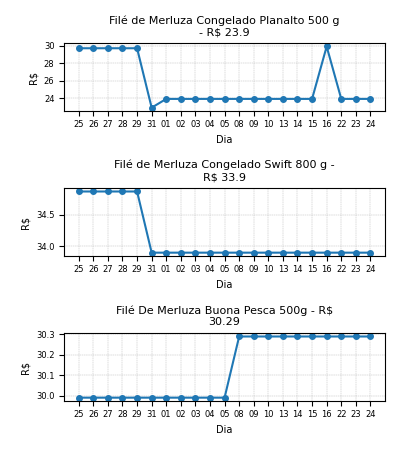 Filé de Merluza Congelado Planalto 500 g
- R$ 23.9
30
28
26
24
R$
25 26 27 28 29 31 01 02 03 04 05 08 09 10 13 14 15 16 22 23 24
Dia
Filé de Merluza Congelado Swift 800 g -
R$ 33.9
34.5
34.0
R$
25 26 27 28 29 31 01 02 03 04 05 08 09 10 13 14 15 16 22 23 24
Dia
Filé De Merluza Buona Pesca 500g - R$
30.29
30.3
30.2
30.1
30.0
R$
25 26 27 28 29 31 01 02 03 04 05 08 09 10 13 14 15 16 22 23 24
Dia